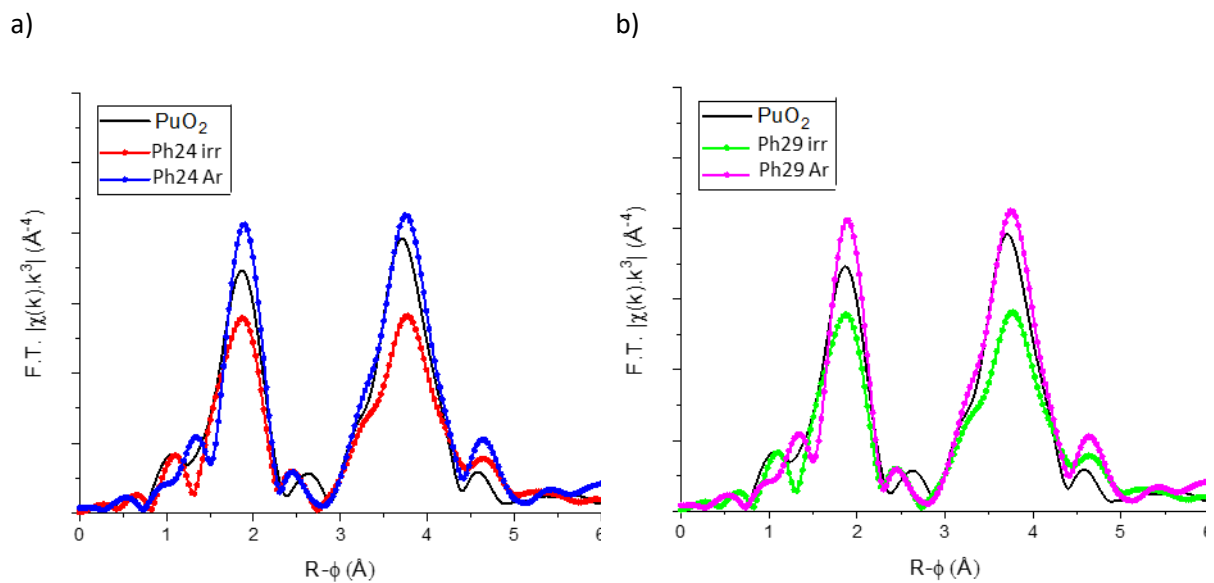 a)
b)
PuO₂
Ph24 irr
Ph24 Ar
F.T. |χ(k).k³| (Å⁻⁴)
0 1 2 3 4 5 6
R-ϕ (Å)
PuO₂
Ph29 irr
Ph29 Ar
F.T. |χ(k).k³| (Å⁻⁴)
0 1 2 3 4 5 6
R-ϕ (Å)